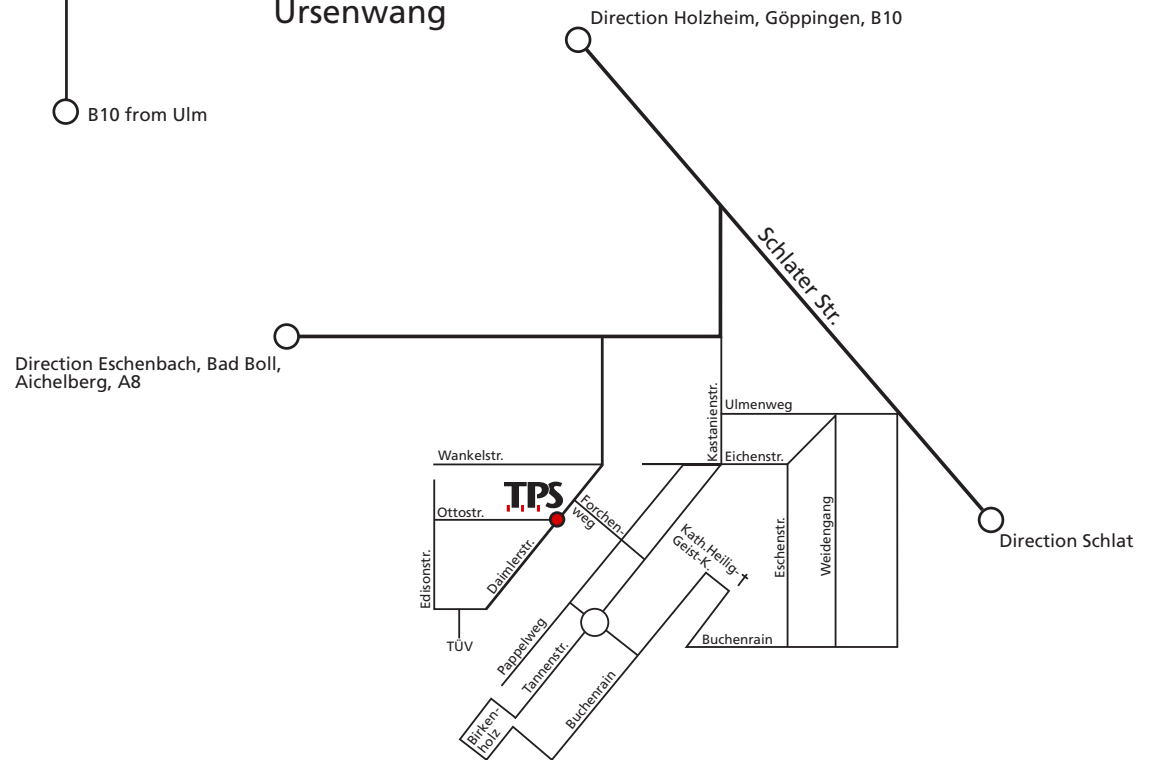 Ursenwang
Direction Holzheim, Göppingen, B10
B10 from Ulm
Schlater Str.
Direction Eschenbach, Bad Boll,
Aichelberg, A8
Kastanienstr.
Ulmenweg
Wankelstr.
Eichenstr.
TPS
Ottostr.
Forchen-
weg
Kath.Heilig-
Geist-K.
Eschenstr.
Weidengang
Direction Schlat
Edisonstr.
Daimlerstr.
TÜV
Pappelweg
Tannenstr.
Buchenrain
Buchenrain
Birken-
holz